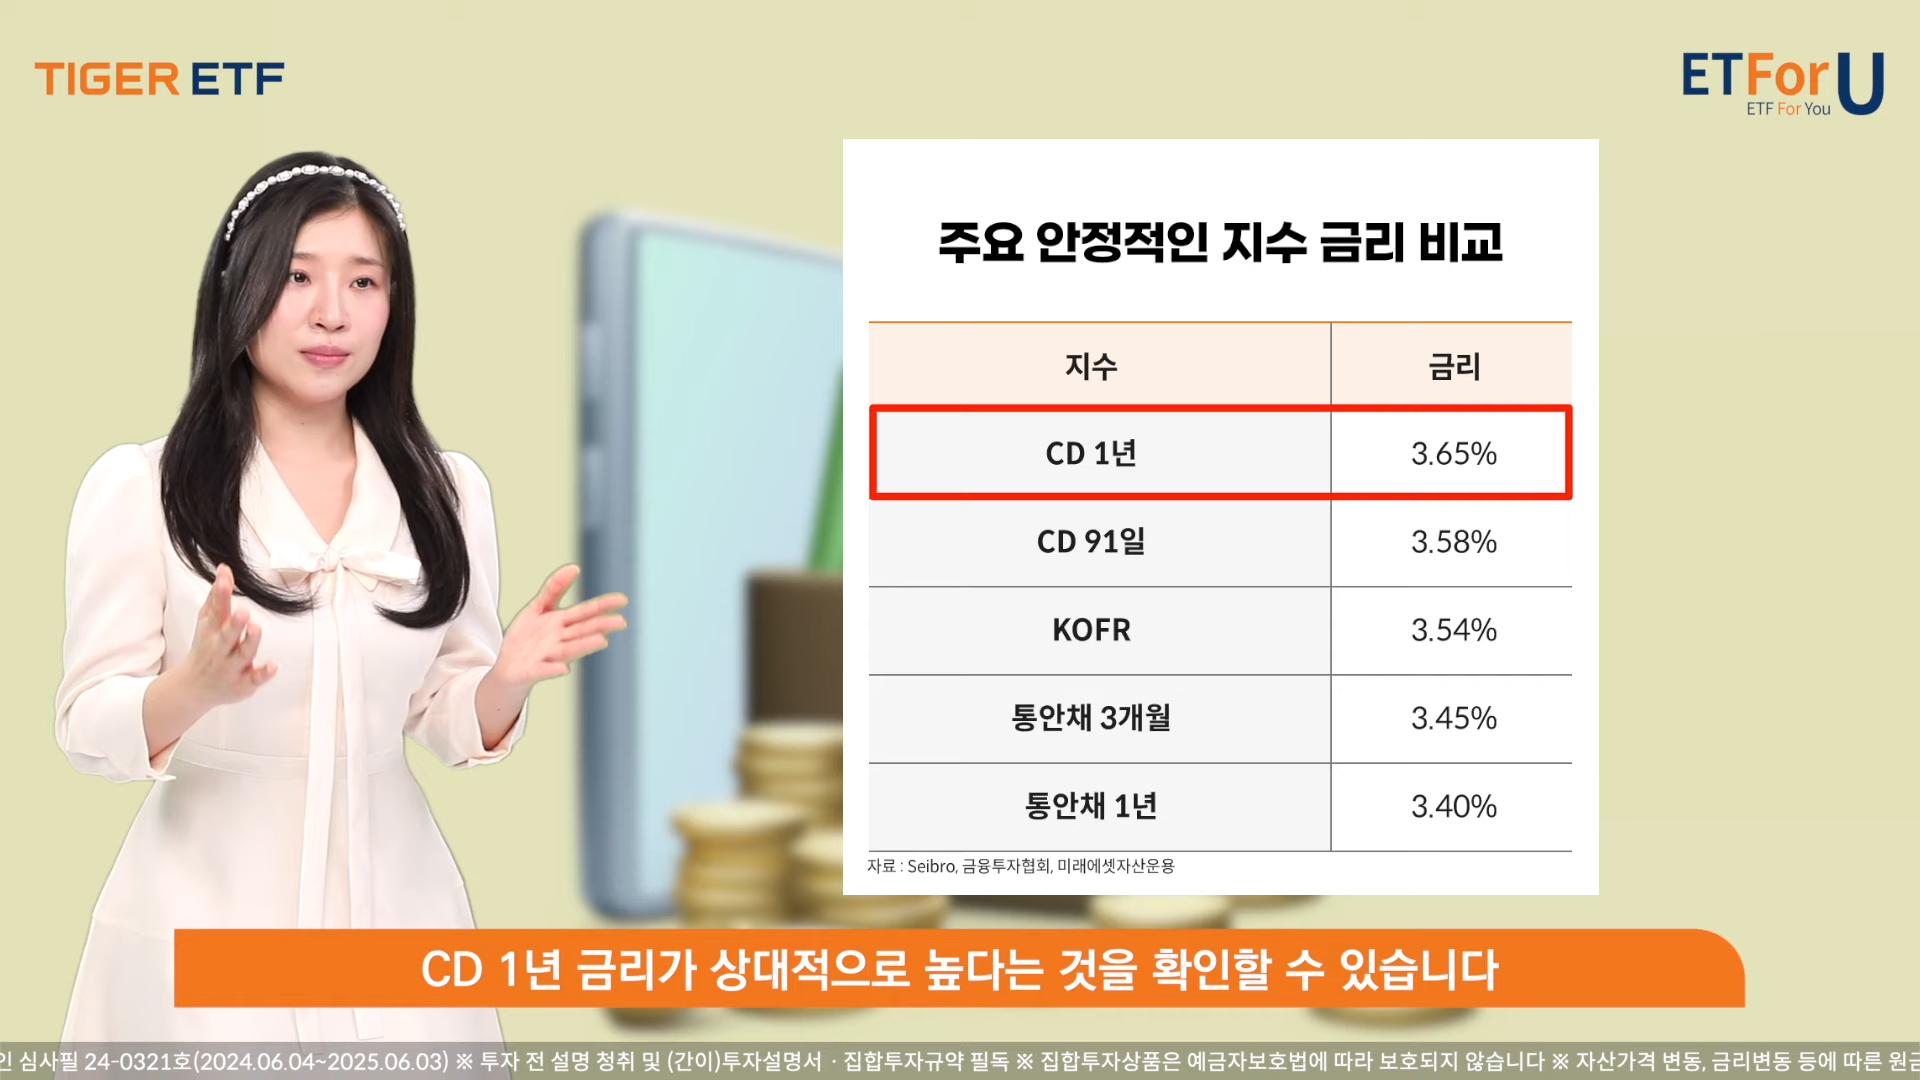 TIGER ETF
ETFor U
ETF For You
주요 안정적인 지수 금리 비교
지수 금리
CD 1년 3.65%
CD 91일 3.58%
KOFR 3.54%
통안채 3개월 3.45%
통안채 1년 3.40%
자료 : Seibro, 금융투자협회, 미래에셋자산운용
CD 1년 금리가 상대적으로 높다는 것을 확인할 수 있습니다
인 심사필 24-0321호(2024.06.04~2025.06.03) ※ 투자 전 설명 청취 및 (간이)투자설명서 · 집합투자규약 필독 ※ 집합투자상품은 예금자보호법에 따라 보호되지 않습니다 ※ 자산가격 변동, 금리변동 등에 따른 원금